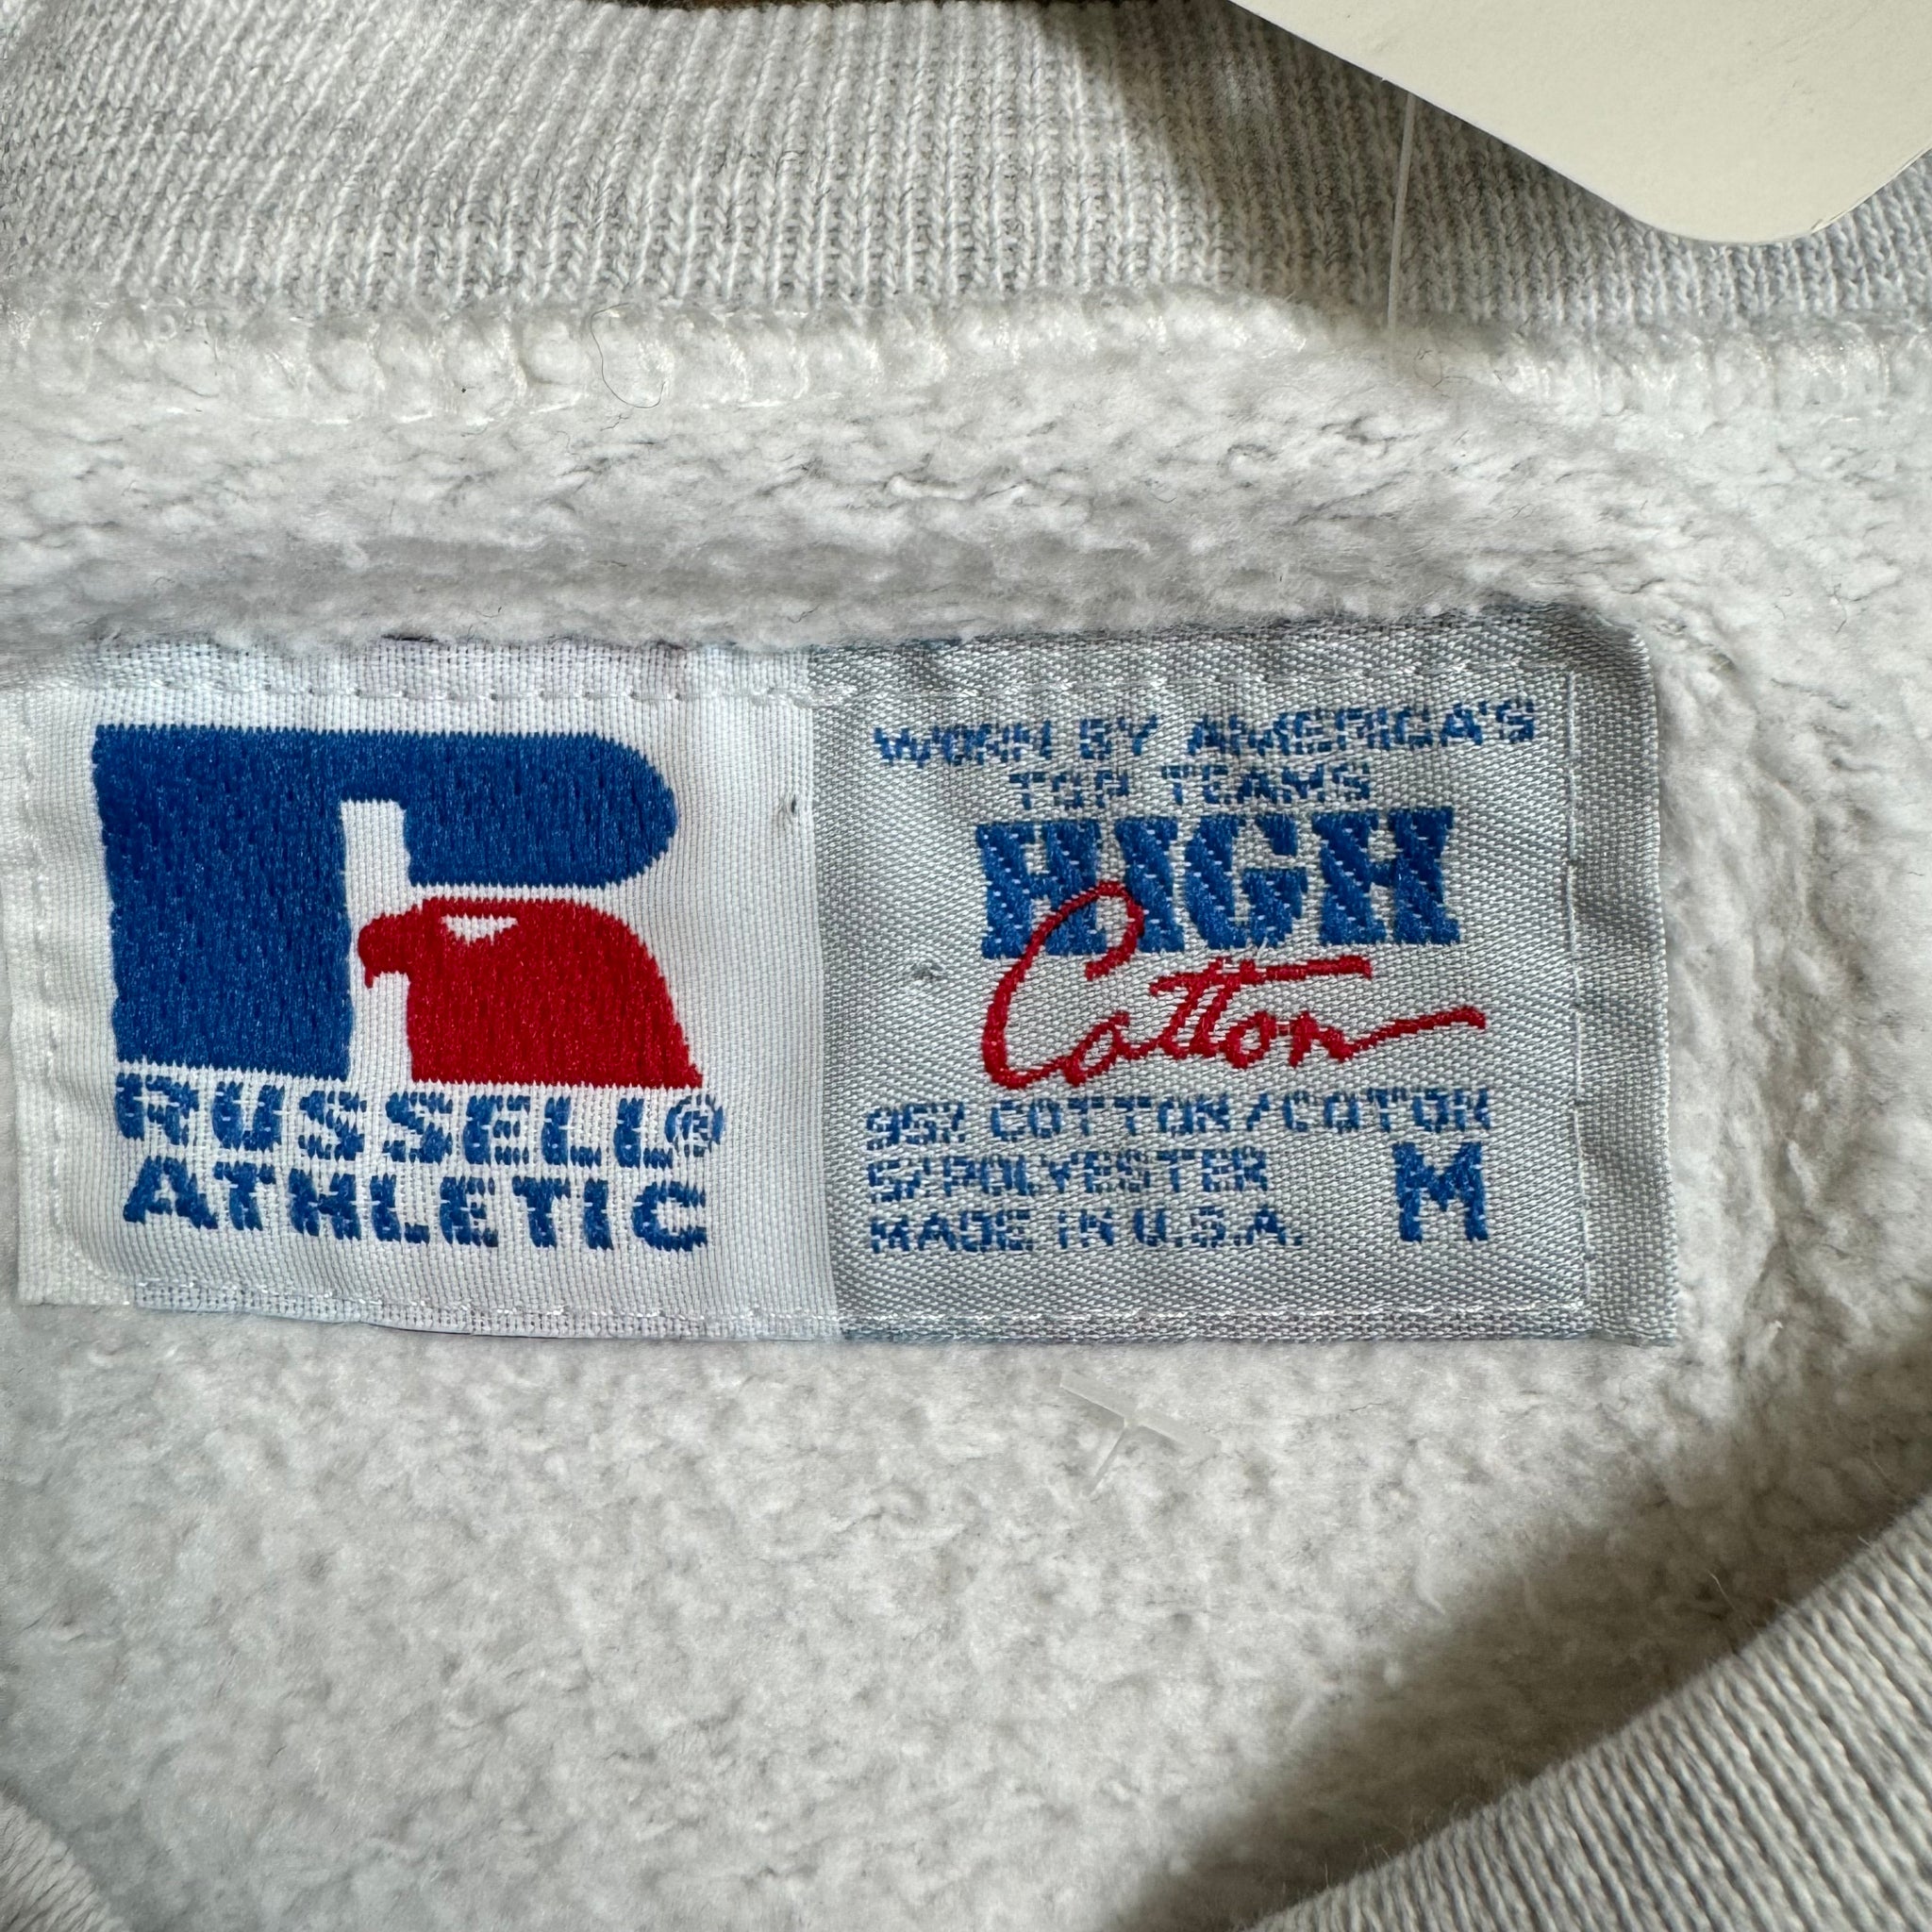 RUSSELL®
ATHLETIC
WORN BY AMERICA'S
TOP TEAMS
HIGH
Cotton
95% COTTON/COTON
5% POLYESTER
MADE IN U.S.A.
M